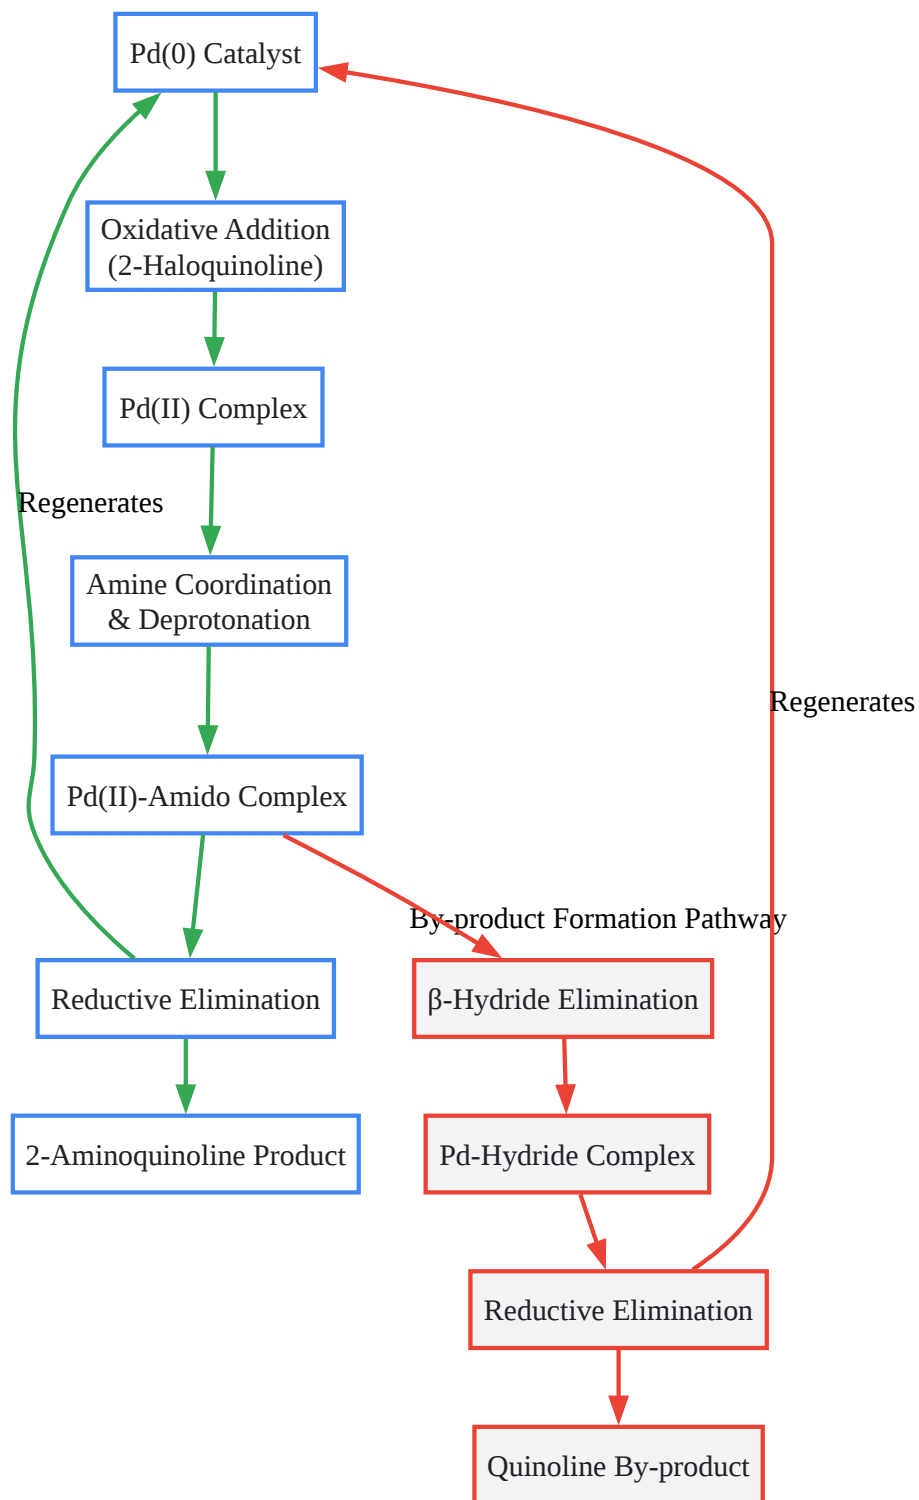 Pd(0) Catalyst
Oxidative Addition
(2-Haloquinoline)
Pd(II) Complex
Regenerates
Amine Coordination
& Deprotonation
Regenerates
Pd(II)-Amido Complex
By-product Formation Pathway
Reductive Elimination
β-Hydride Elimination
2-Aminoquinoline Product
Pd-Hydride Complex
Reductive Elimination
Quinoline By-product